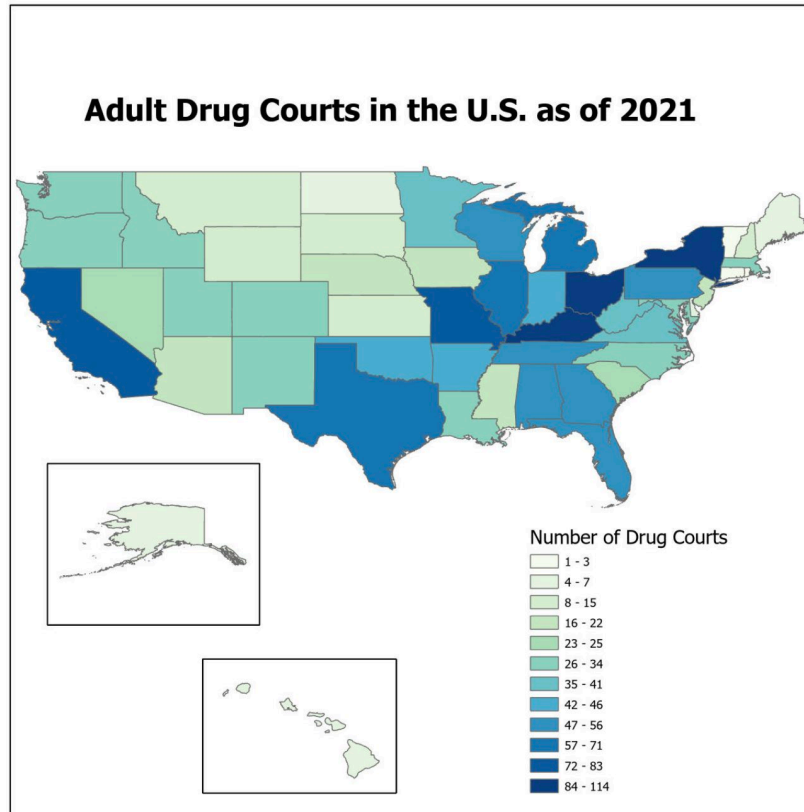 Adult Drug Courts in the U.S. as of 2021
Number of Drug Courts
1 - 3
4 - 7
8 - 15
16 - 22
23 - 25
26 - 34
35 - 41
42 - 46
47 - 56
57 - 71
72 - 83
84 - 114